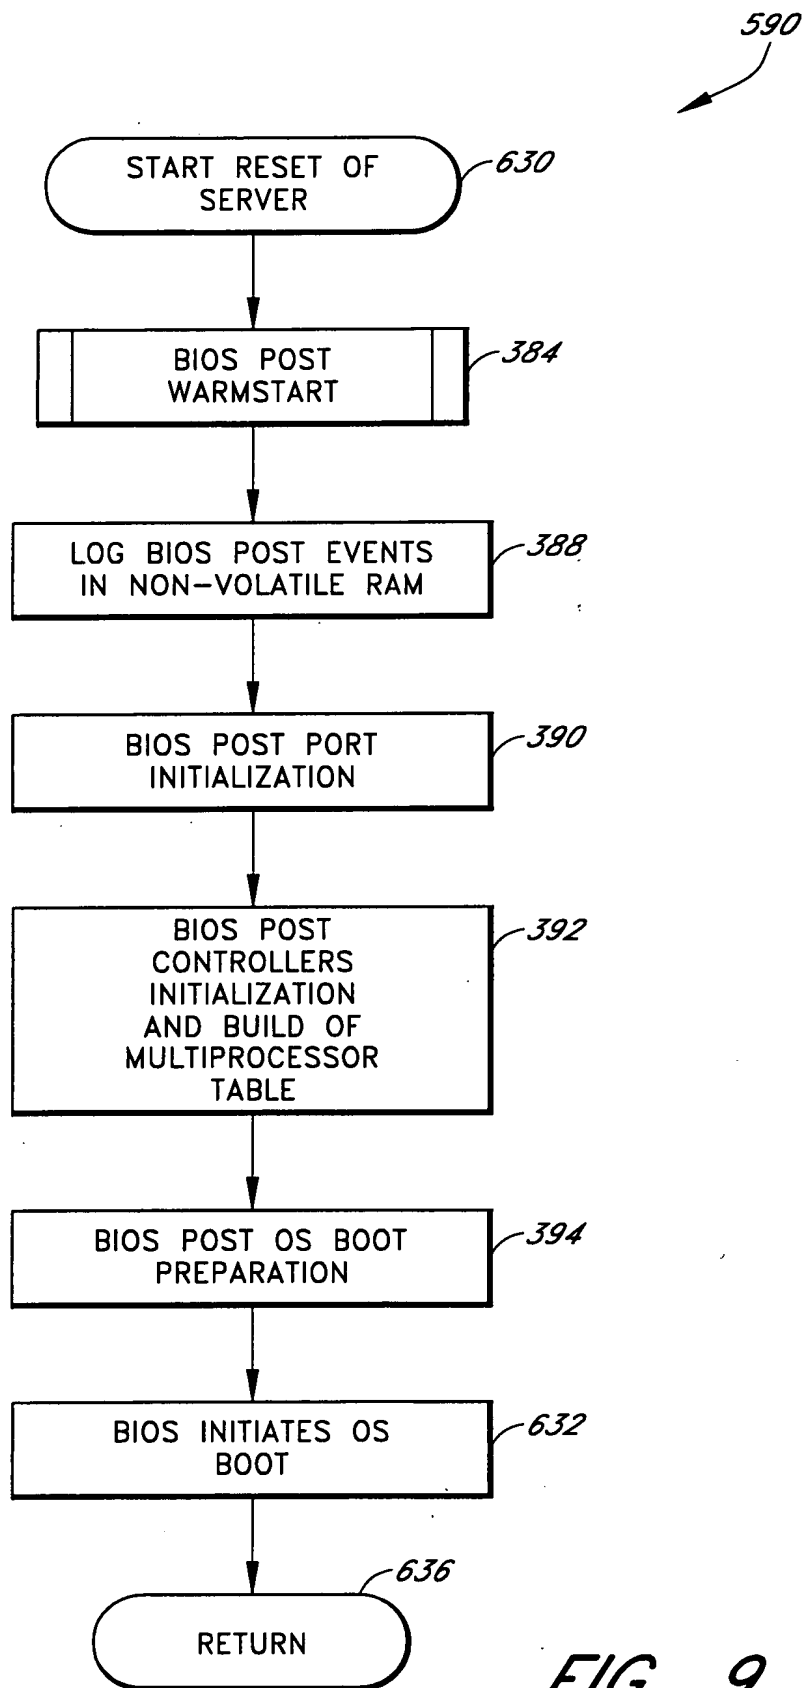 590
START RESET OF
SERVER
630
BIOS POST
WARMSTART
384
LOG BIOS POST EVENTS
IN NON-VOLATILE RAM
388
BIOS POST PORT
INITIALIZATION
390
BIOS POST
CONTROLLERS
INITIALIZATION
AND BUILD OF
MULTIPROCESSOR
TABLE
392
BIOS POST OS BOOT
PREPARATION
394
BIOS INITIATES OS
BOOT
632
636
RETURN
FIG. 9